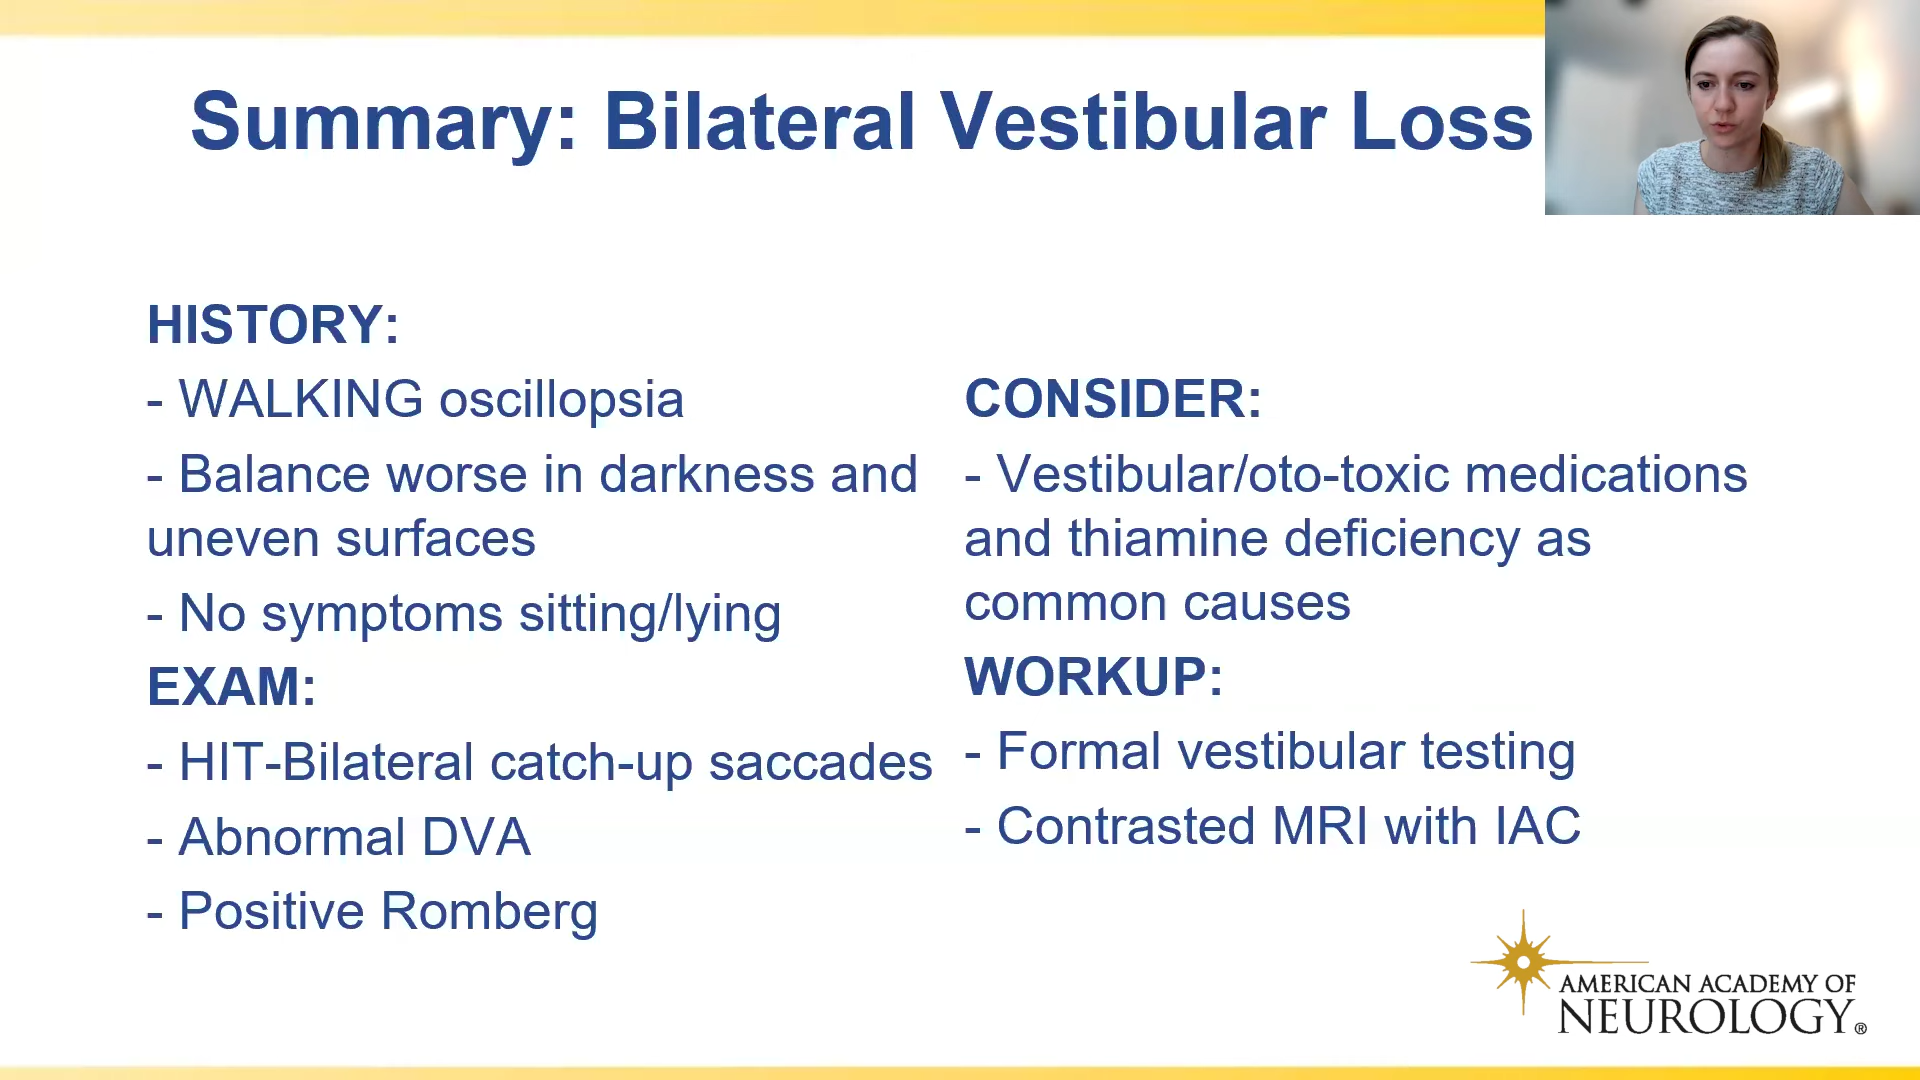 Summary: Bilateral Vestibular Loss
HISTORY:
- WALKING oscillopsia
- Balance worse in darkness and
uneven surfaces
- No symptoms sitting/lying
EXAM:
- HIT-Bilateral catch-up saccades
- Abnormal DVA
- Positive Romberg
CONSIDER:
- Vestibular/oto-toxic medications
and thiamine deficiency as
common causes
WORKUP:
- Formal vestibular testing
- Contrasted MRI with IAC
AMERICAN ACADEMY OF
NEUROLOGY®